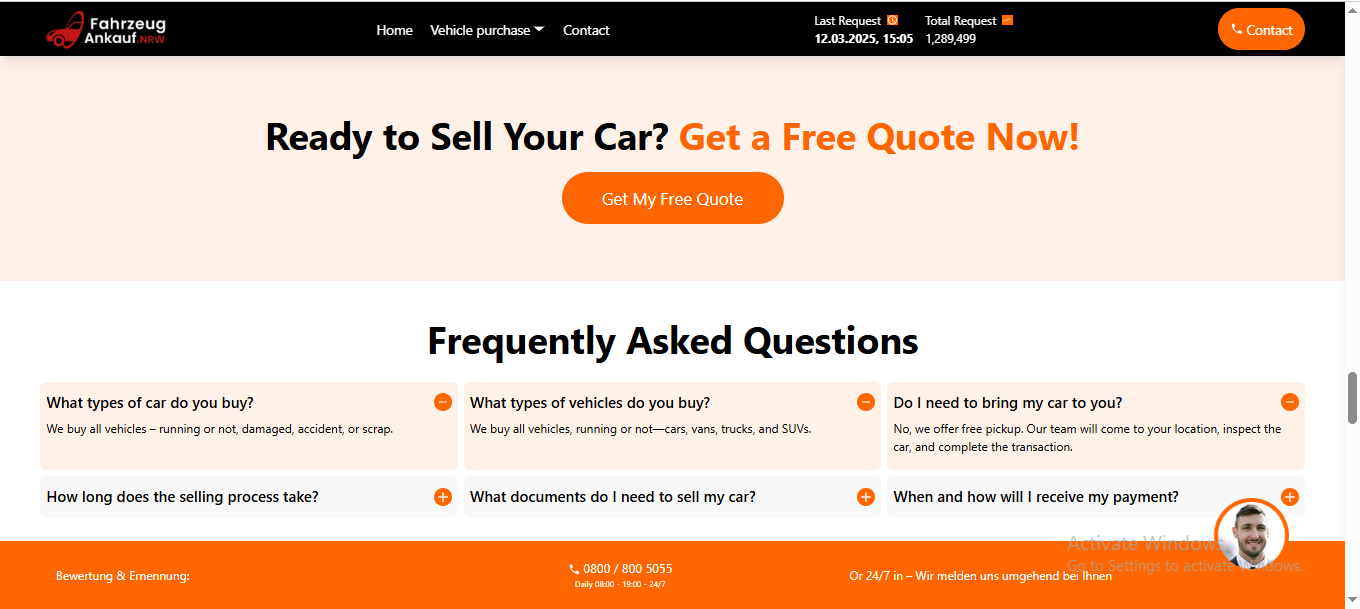 Fahrzeug
Ankauf.NRW
Home
Vehicle purchase
Contact
Last Request
12.03.2025, 15:05
Total Request
1,289,499
Contact
Ready to Sell Your Car? Get a Free Quote Now!
Get My Free Quote
Frequently Asked Questions
What types of car do you buy?
We buy all vehicles – running or not, damaged, accident, or scrap.
What types of vehicles do you buy?
We buy all vehicles, running or not—cars, vans, trucks, and SUVs.
Do I need to bring my car to you?
No, we offer free pickup. Our team will come to your location, inspect the
car, and complete the transaction.
How long does the selling process take?
What documents do I need to sell my car?
When and how will I receive my payment?
Bewertung & Ernennung:
0800 / 800 5055
Daily 08:00 - 19:00 - 24/7
Or 24/7 in – Wir melden uns umgehend bei Ihnen
Activate Windows
Go to Settings to activate Windows.